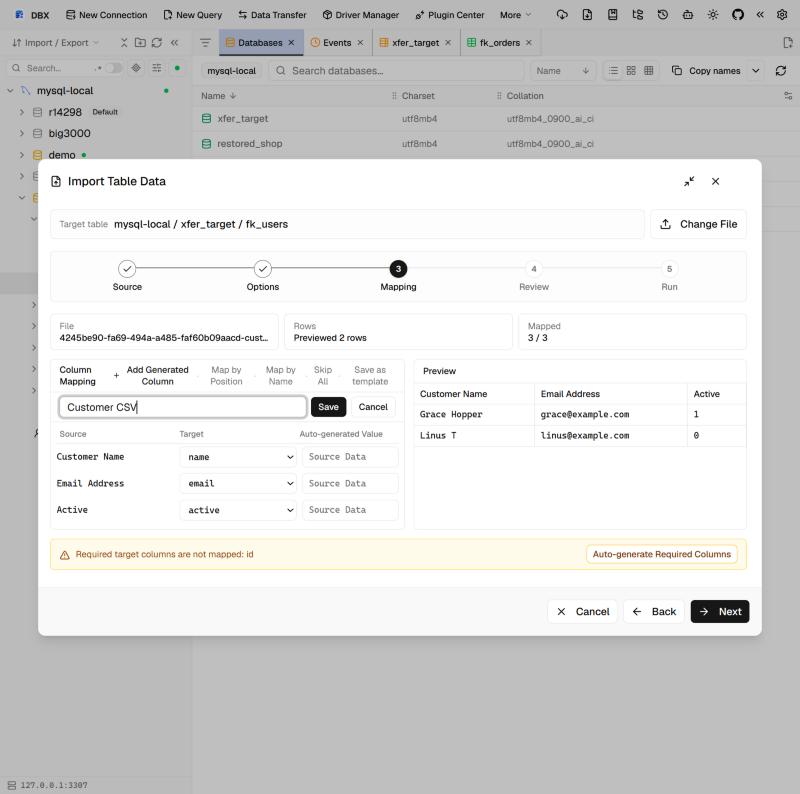 DBX New Connection New Query Data Transfer Driver Manager Plugin Center More
Import / Export Databases Events xfer_target fk_orders
Search... .* mysql-local Search databases... Name Copy names
mysql-local Name Charset Collation
r14298 Default xfer_target utf8mb4 utf8mb4_0900_ai_ci
big3000
demo restored_shop utf8mb4 utf8mb4_0900_ai_ci
Import Table Data
Target table mysql-local / xfer_target / fk_users Change File
3 4 5
Source Options Mapping Review Run
File Rows Mapped
4245be90-fa69-494a-a485-faf60b09aacd-cust... Previewed 2 rows 3 / 3
Column Mapping + Add Generated Column Map by Position Map by Name Skip All Save as template
Customer CSV Save Cancel
Source Target Auto-generated Value
Customer Name name Source Data
Email Address email Source Data
Active active Source Data
Preview
Customer Name Email Address Active
Grace Hopper grace@example.com 1
Linus T linus@example.com 0
Required target columns are not mapped: id Auto-generate Required Columns
Cancel Back Next
127.0.0.1:3307